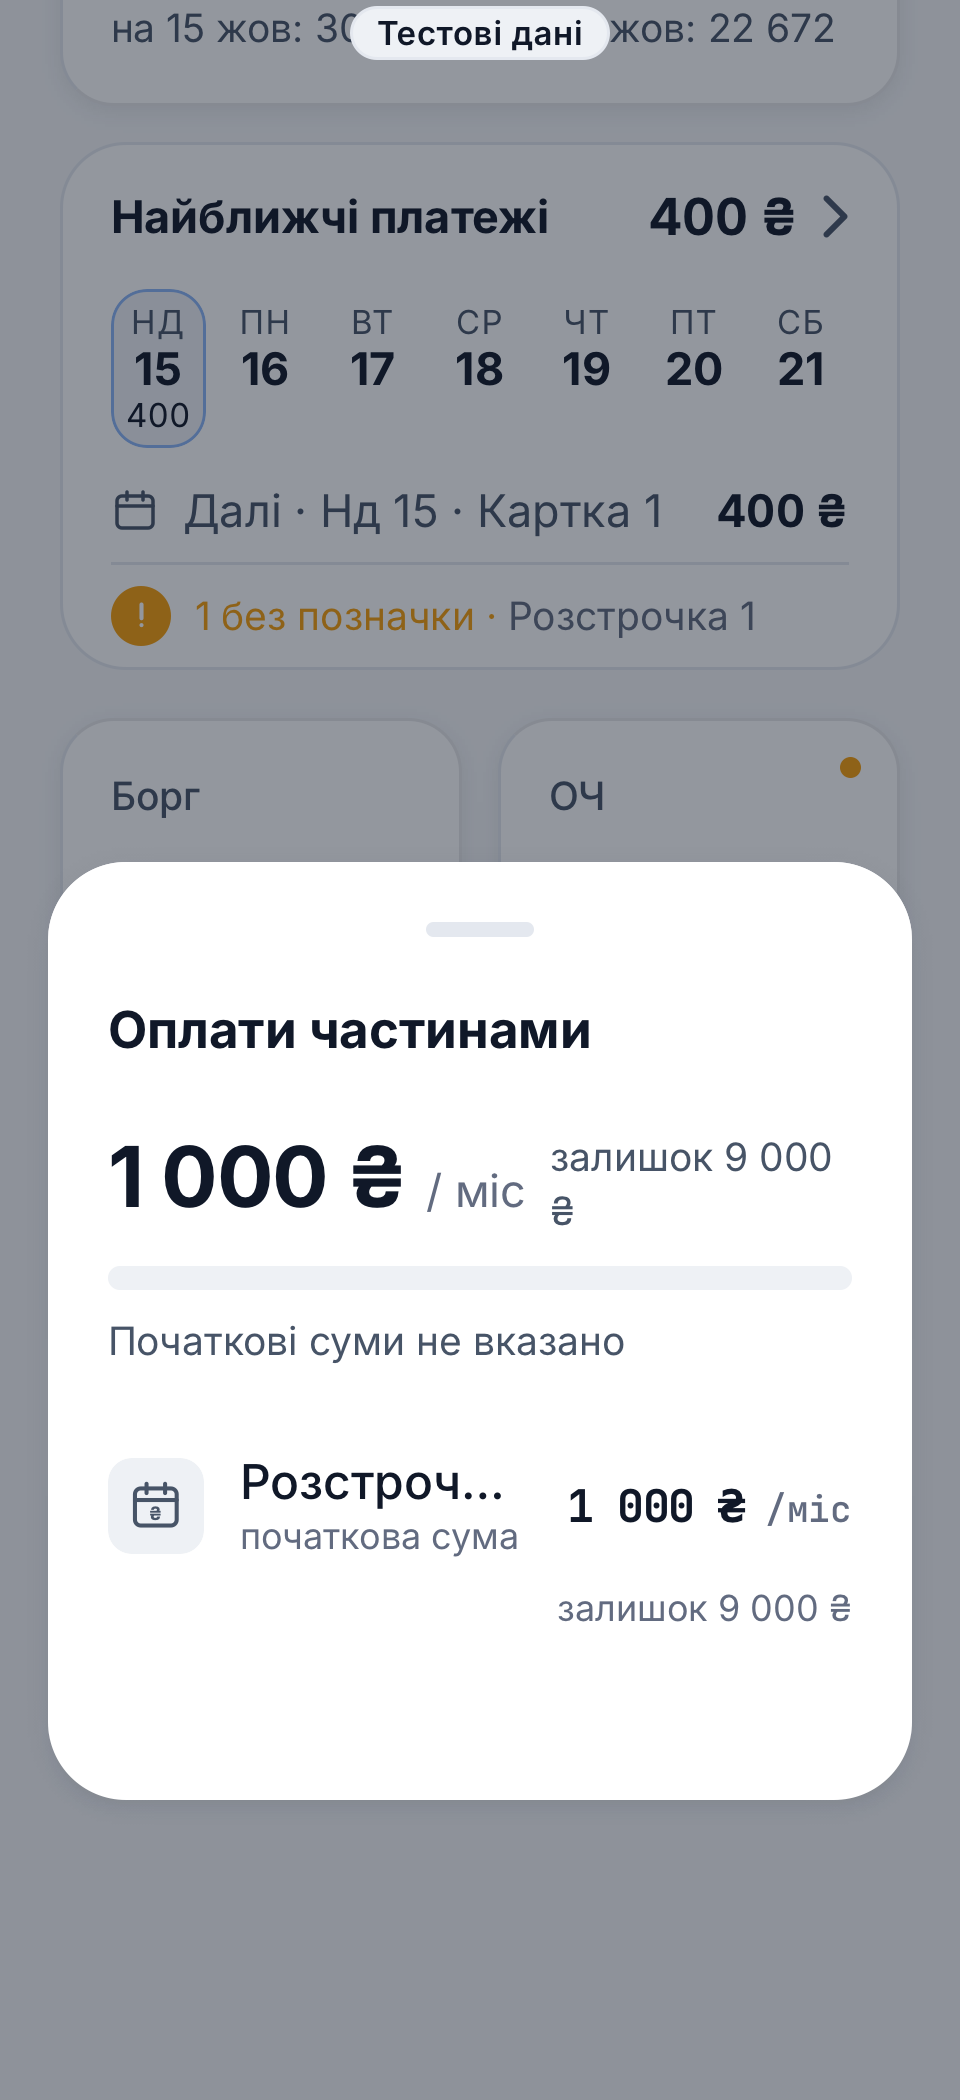 на 15 жов: 30
Тестові дані
жов: 22 672
Найближчі платежі 400 ₴
НД ПН ВТ СР ЧТ ПТ СБ
15 16 17 18 19 20 21
400
Далі · Нд 15 · Картка 1 400 ₴
! 1 без позначки · Розстрочка 1
Борг ОЧ
Оплати частинами
1 000 ₴ / міс залишок 9 000
₴
Початкові суми не вказано
Розстроч... 1 000 ₴ /міс
початкова сума
залишок 9 000 ₴